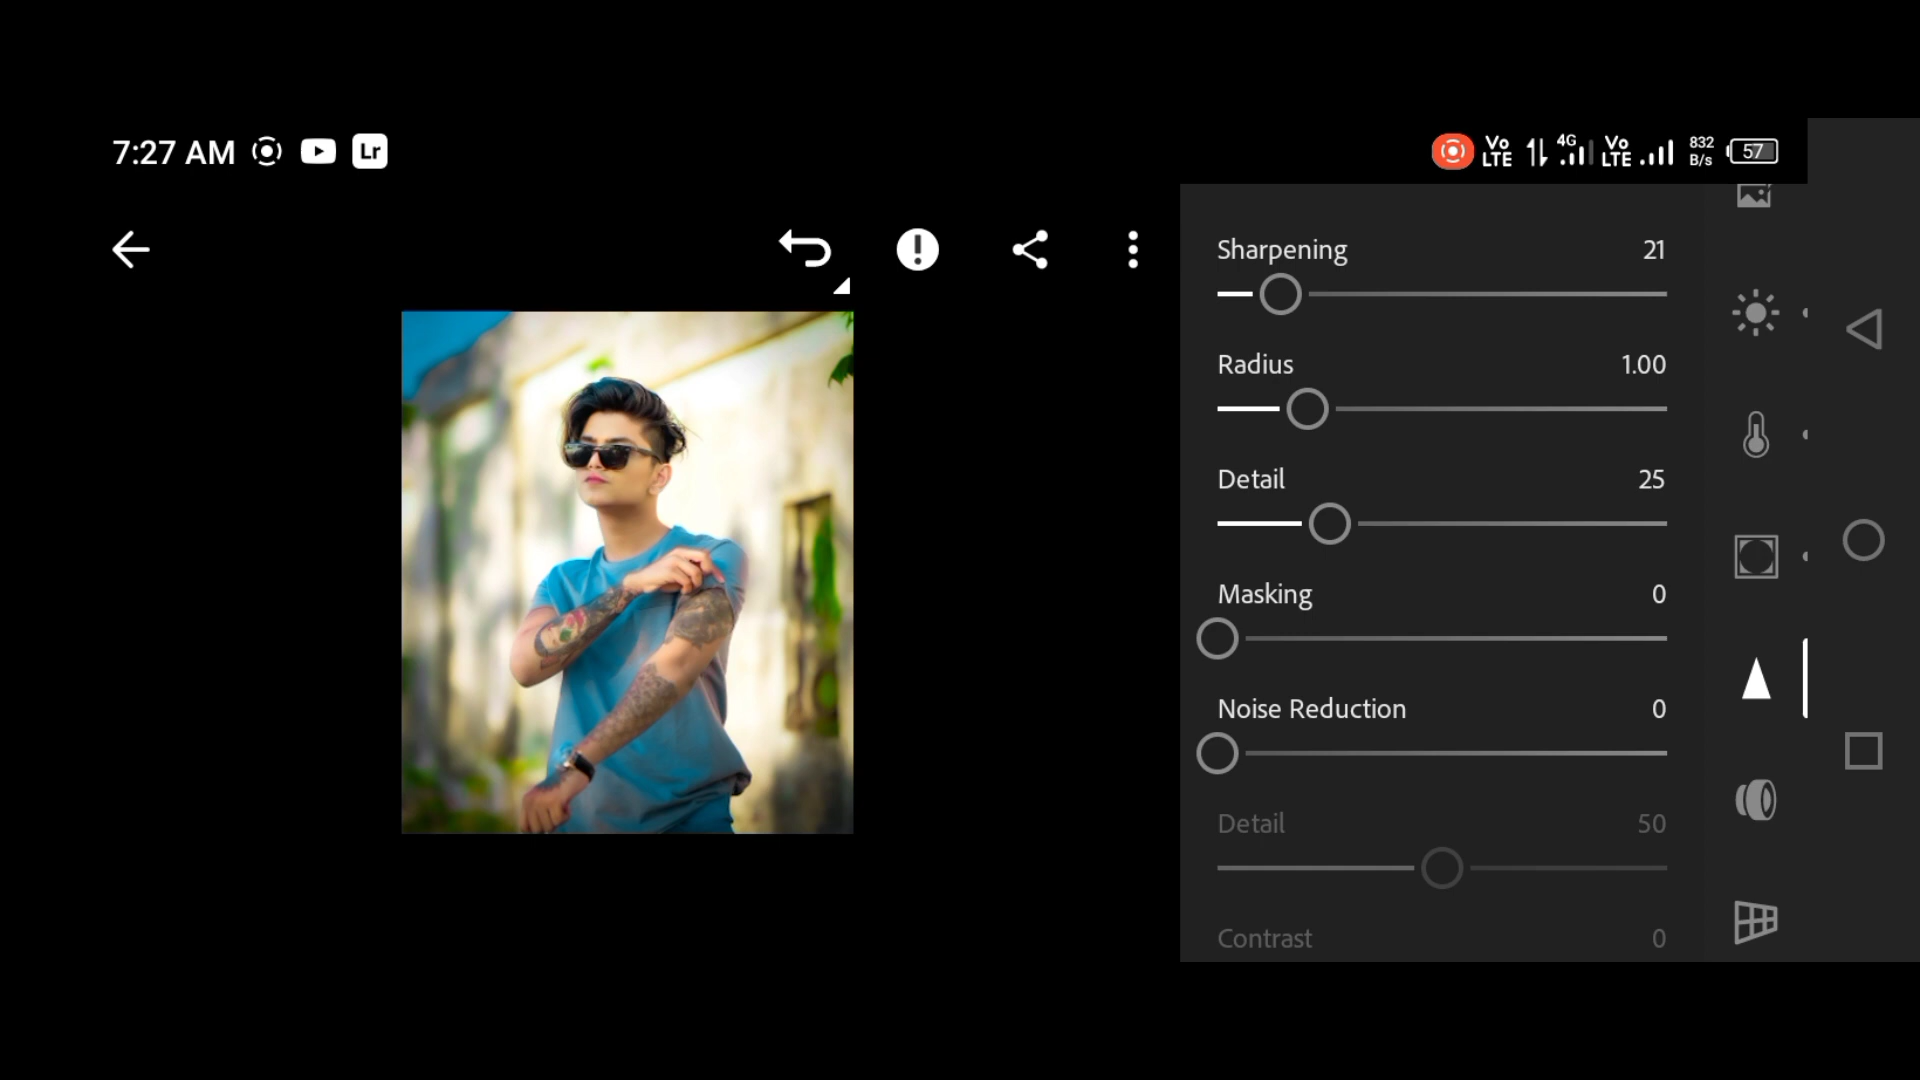 7:27 AM Lr Vo LTE 4G Vo LTE 832 B/s 57
Sharpening 21
Radius 1.00
Detail 25
Masking 0
Noise Reduction 0
Detail 50
Contrast 0